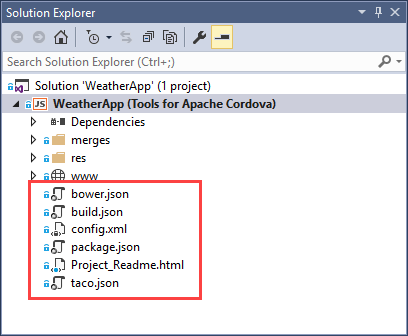 Solution Explorer
Search Solution Explorer (Ctrl+;)
Solution 'WeatherApp' (1 project)
JS WeatherApp (Tools for Apache Cordova)
Dependencies
merges
res
www
bower.json
build.json
config.xml
package.json
Project_Readme.html
taco.json